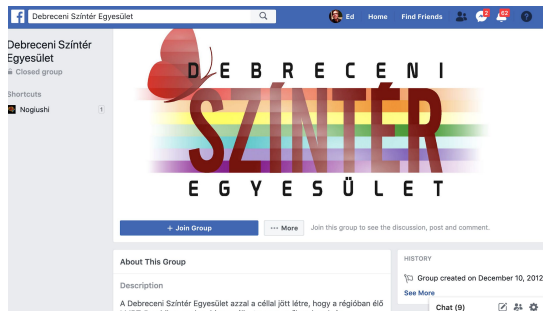 Debreceni Színtér Egyesület
Ed
Home
Find Friends
2
62
Debreceni Színtér
Egyesület
Closed group
Shortcuts
Nogiushi
1
DEBRECENI
SZÍNTÉR
EGYESÜLET
+ Join Group
••• More
Join this group to see the discussion, post and comment.
About This Group
Description
A Debreceni Színtér Egyesület azzal a céllal jött létre, hogy a régióban élő
HISTORY
Group created on December 10, 2012
See More
Chat (9)